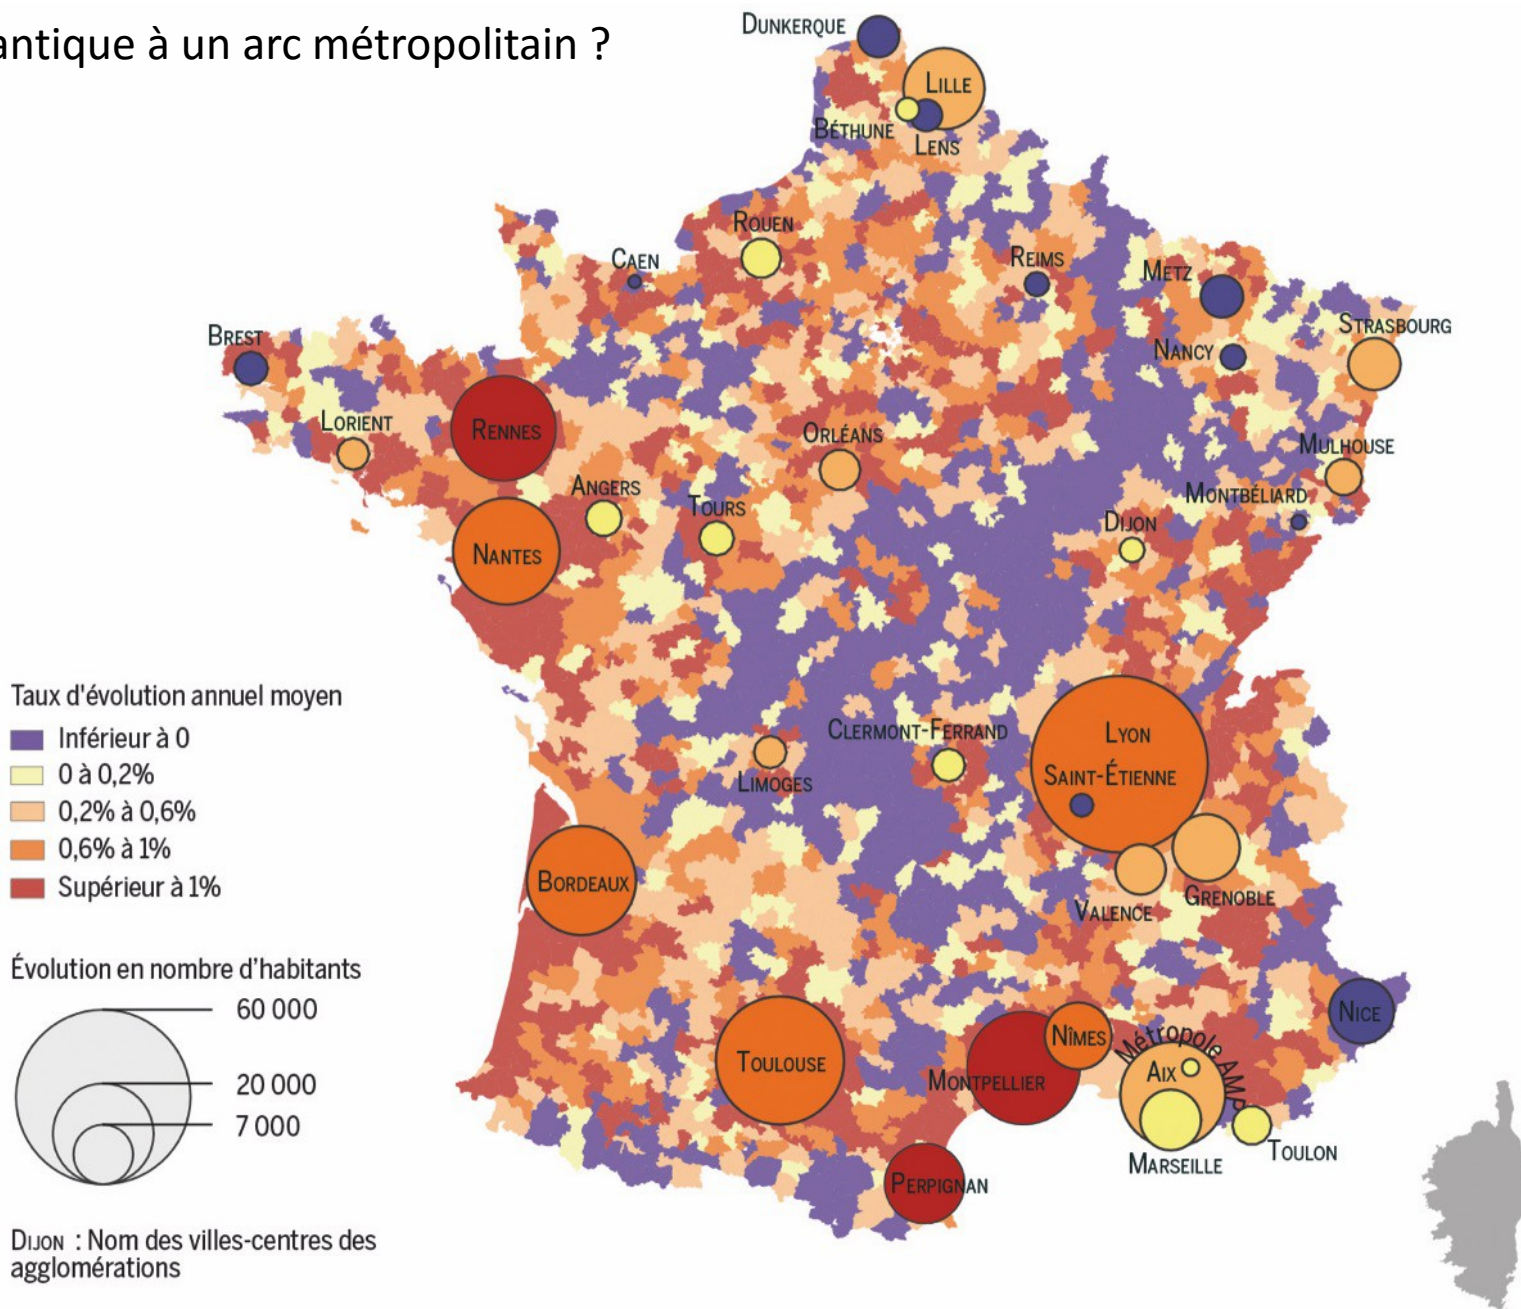 antique à un arc métropolitain ?
DUNKERQUE
LILLE
BÉTHUNE
LENS
ROUEN
CAEN
REIMS
METZ
STRASBOURG
BREST
NANCY
LORIENT
RENNES
ORLÉANS
MULHOUSE
ANGERS
TOURS
MONTBÉLIARD
DIJON
NANTES
Taux d'évolution annuel moyen
Inférieur à 0
0 à 0,2%
0,2% à 0,6%
0,6% à 1%
Supérieur à 1%
CLERMONT-FERRAND
LYON
SAINT-ÉTIENNE
LIMOGES
BORDEAUX
VALENCE
GRENOBLE
Évolution en nombre d'habitants
60 000
20 000
7 000
NICE
NÎMES
Métropole AMP
TOULOUSE
MONTPELLIER
AIX
MARSEILLE
TOULON
PERPIGNAN
DIJON : Nom des villes-centres des
agglomérations